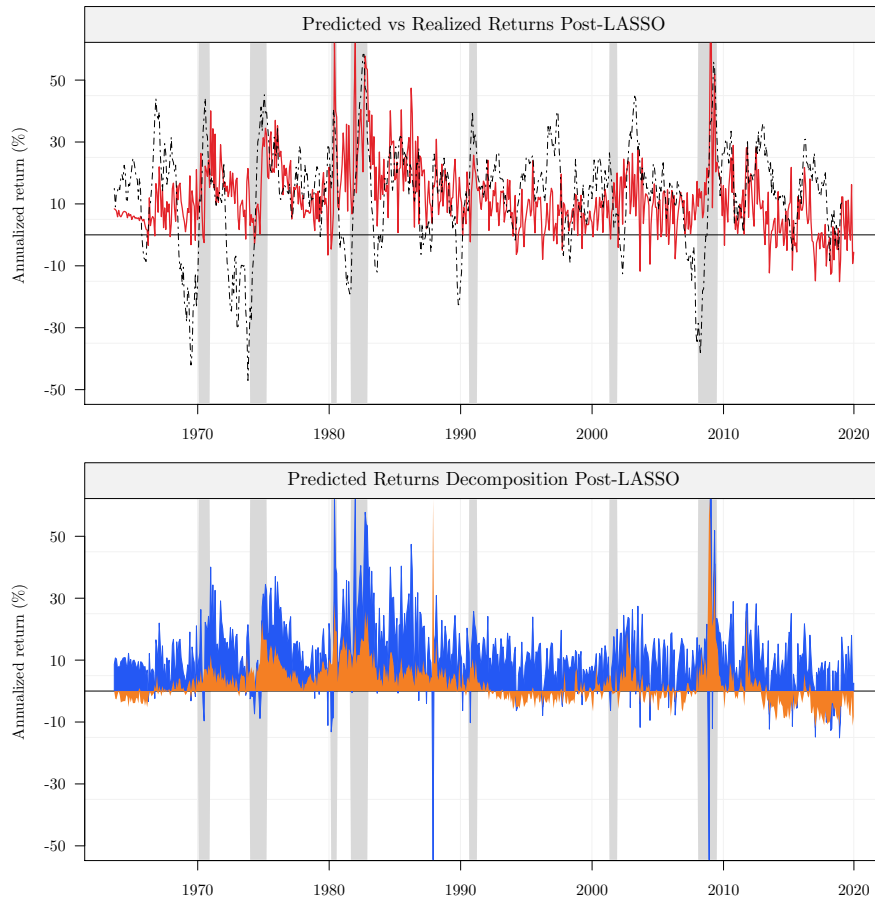 Predicted vs Realized Returns Post-LASSO
Annualized return (%)
50
30
10
-10
-30
-50
1970 1980 1990 2000 2010 2020
Predicted Returns Decomposition Post-LASSO
Annualized return (%)
50
30
10
-10
-30
-50
1970 1980 1990 2000 2010 2020